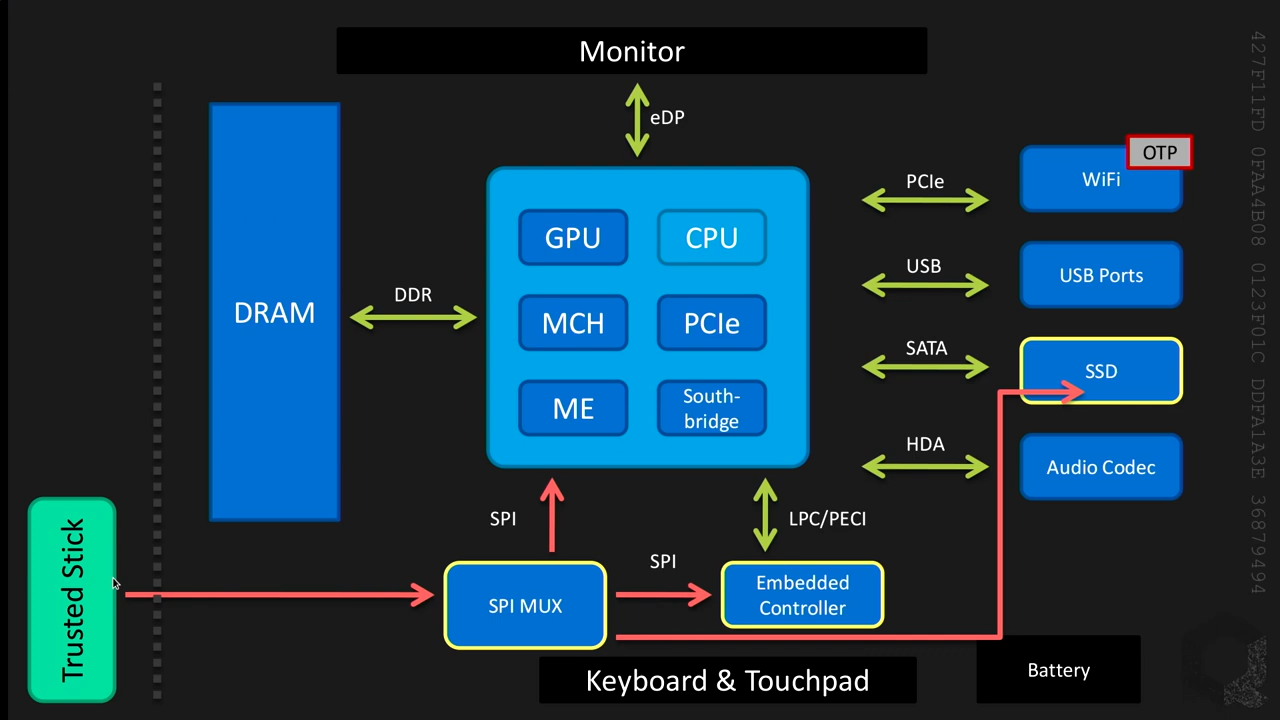 Monitor
eDP
DRAM
DDR
GPU
CPU
MCH
PCIe
ME
South-
bridge
PCIe
OTP
WiFi
USB
USB Ports
SATA
SSD
HDA
Audio Codec
SPI
LPC/PECI
Trusted Stick
SPI MUX
SPI
Embedded
Controller
Keyboard & Touchpad
Battery
427F11FD 0FAA4B08 0123F01C DDFA1A3E 36879494